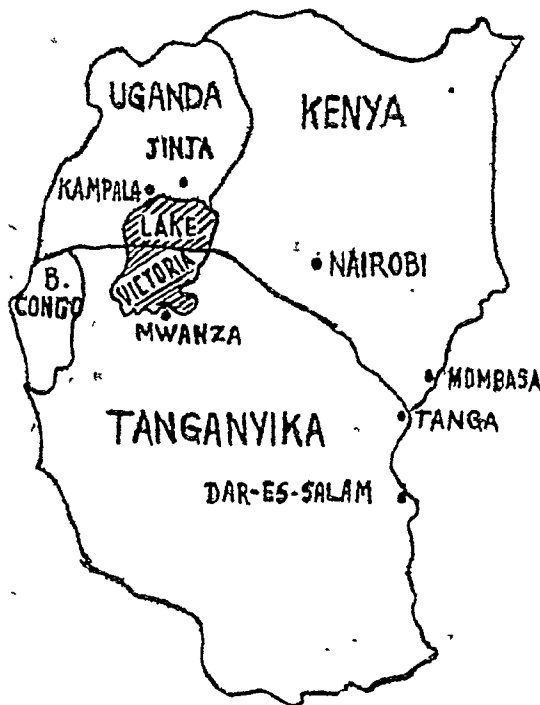 UGANDA
KENYA
JINJA
KAMPALA
LAKE
VICTORIA
NAIROBI
B.
CONGO
MWANZA
MOMBASA
TANGA
TANGANYIKA
DAR-ES-SALAM